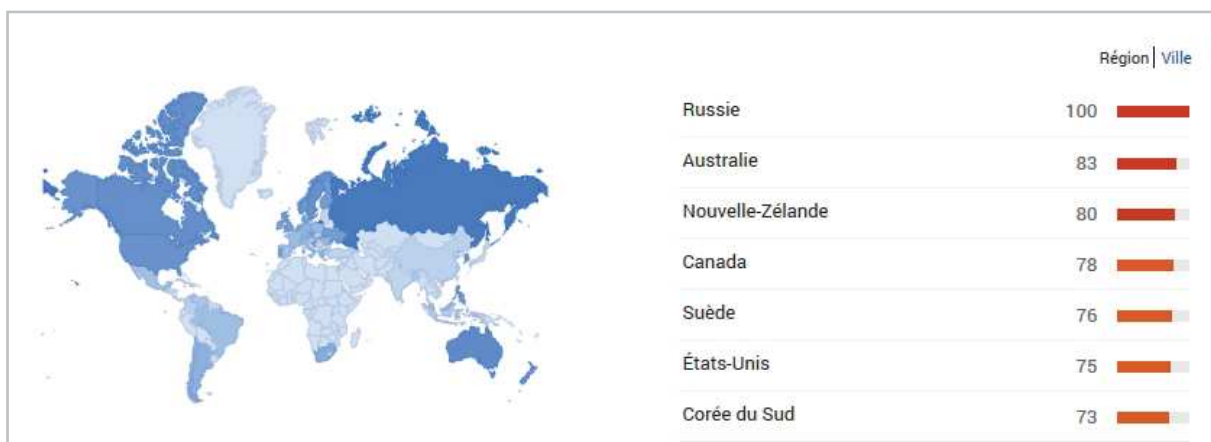 Région | Ville
Russie 100
Australie 83
Nouvelle-Zélande 80
Canada 78
Suède 76
États-Unis 75
Corée du Sud 73